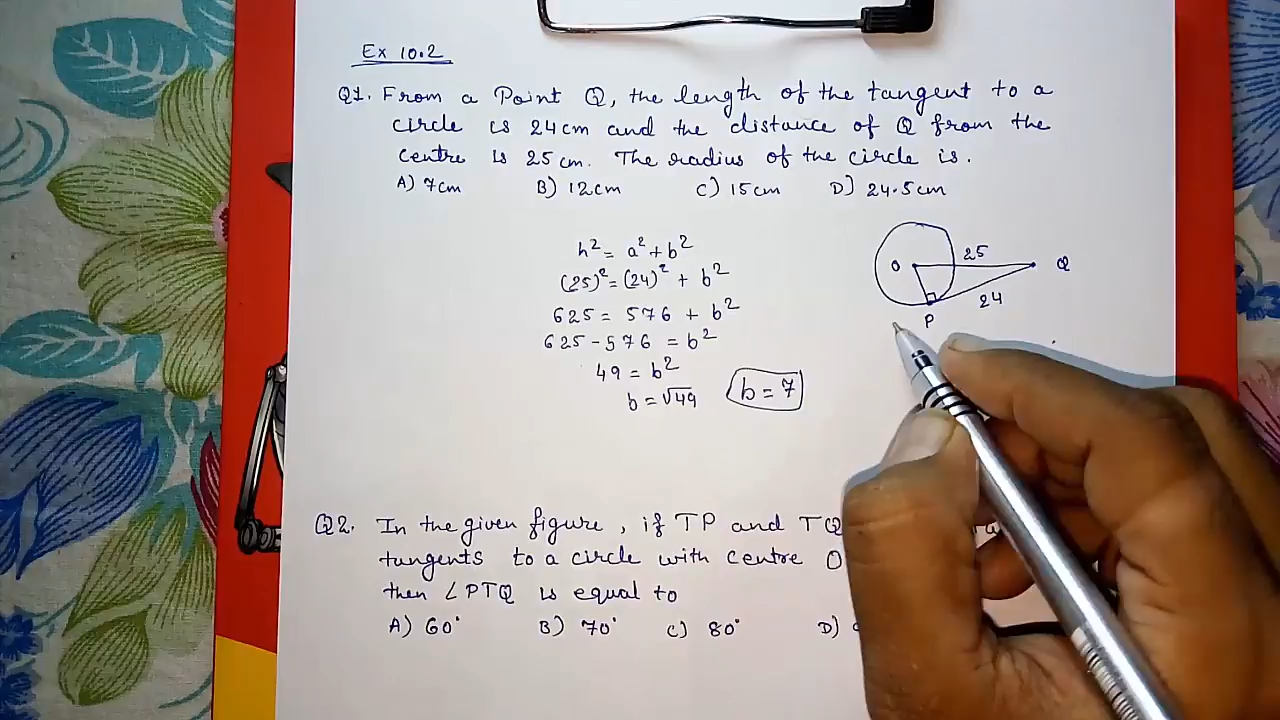 Ex 10.2
Q1. From a Point Q, the length of the tangent to a
circle is 24cm and the distance of Q from the
centre is 25 cm. The radius of the circle is.
A) 7cm B) 12cm C) 15cm D) 24.5cm
h² = a² + b²
(25)² = (24)² + b²
625 = 576 + b²
625 - 576 = b²
49 = b²
b = √49 b = 7
O 25 Q
24
P
Q2. In the given figure, if TP and TQ
tangents to a circle with centre O
then ∠PTQ is equal to
A) 60° B) 70° C) 80° D)